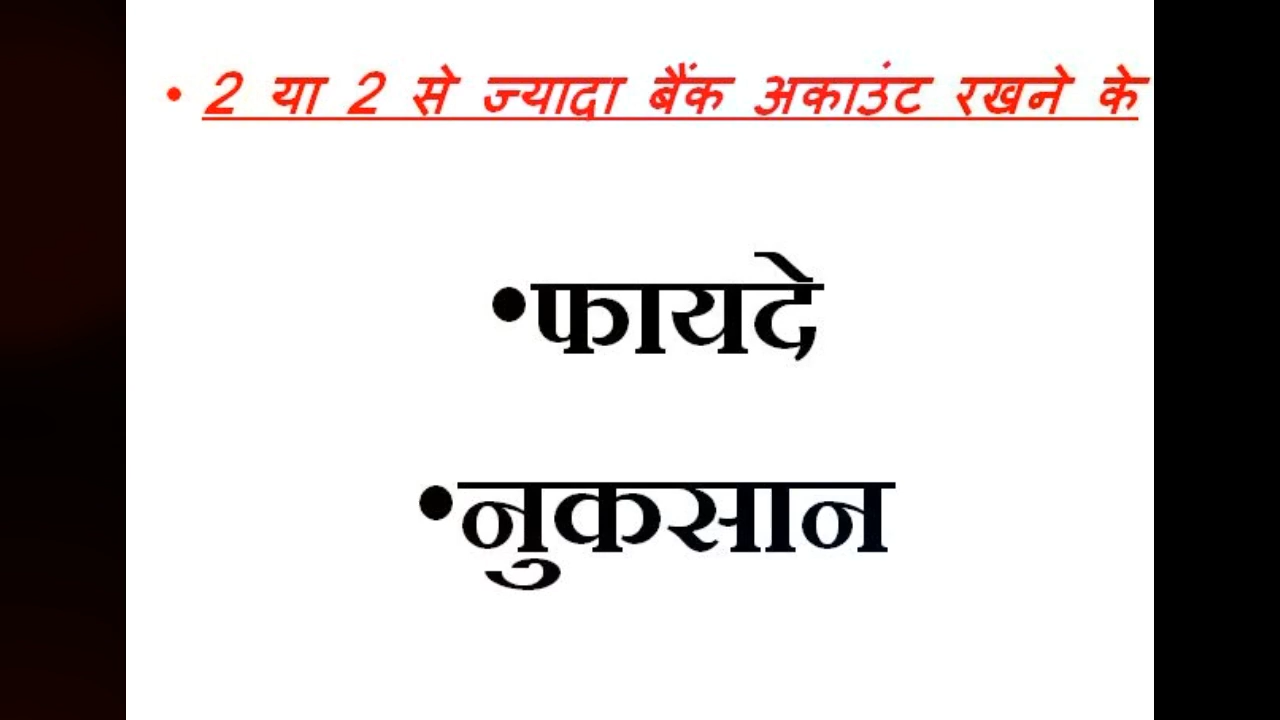 • 2 या 2 से ज्यादा बैंक अकाउंट रखने के
•फायदे
•नुकसान